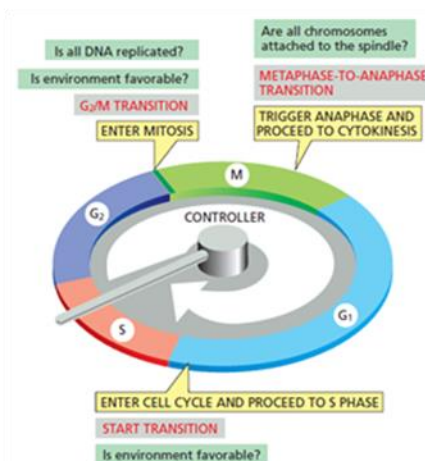 Is all DNA replicated?
Is environment favorable?
G₂/M TRANSITION
ENTER MITOSIS
Are all chromosomes
attached to the spindle?
METAPHASE-TO-ANAPHASE
TRANSITION
TRIGGER ANAPHASE AND
PROCEED TO CYTOKINESIS
M
G₂
CONTROLLER
S
G₁
ENTER CELL CYCLE AND PROCEED TO S PHASE
START TRANSITION
Is environment favorable?